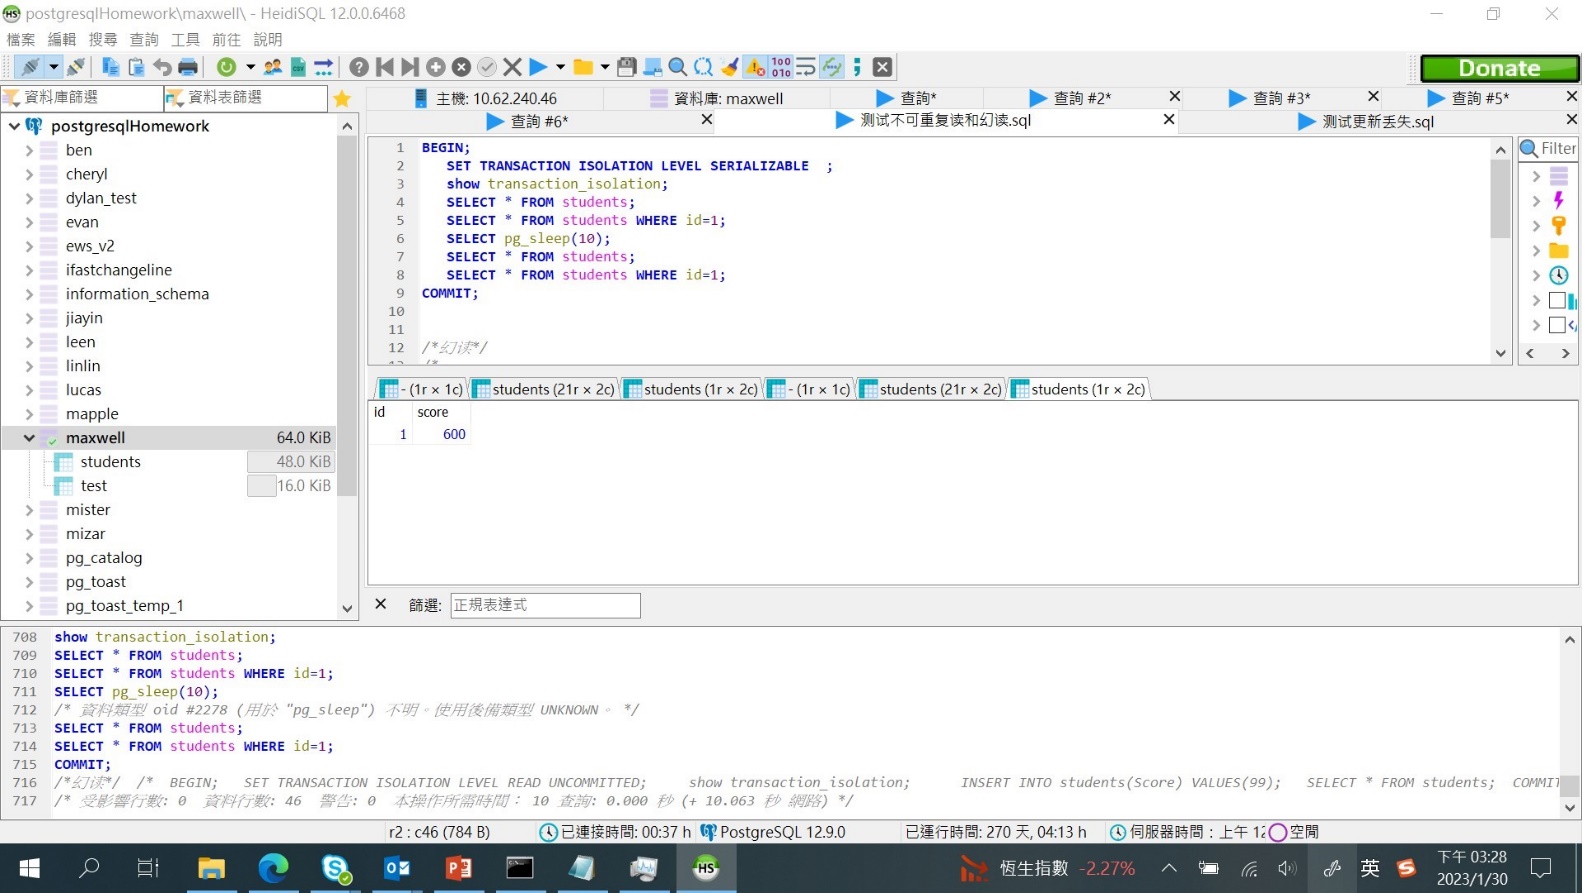 postgresqlHomework\maxwell\ - HeidiSQL 12.0.0.6468
檔案 編輯 搜尋 查詢 工具 前往 說明
Donate
資料庫篩選 資料表篩選
主機: 10.62.240.46 資料庫: maxwell 查詢* 查詢 #2* 查詢 #3* 查詢 #5*
查詢 #6* 测试不可重复读和幻读.sql 测试更新丢失.sql
postgresqlHomework
ben
cheryl
dylan_test
evan
ews_v2
ifastchangeline
information_schema
jiayin
leen
linlin
lucas
mapple
maxwell 64.0 KiB
students 48.0 KiB
test 16.0 KiB
mister
mizar
pg_catalog
pg_toast
pg_toast_temp_1
1 BEGIN;
2 SET TRANSACTION ISOLATION LEVEL SERIALIZABLE ;
3 show transaction_isolation;
4 SELECT * FROM students;
5 SELECT * FROM students WHERE id=1;
6 SELECT pg_sleep(10);
7 SELECT * FROM students;
8 SELECT * FROM students WHERE id=1;
9 COMMIT;
10
11
12 /*幻读*/
Filter
- (1r × 1c) students (21r × 2c) students (1r × 2c) - (1r × 1c) students (21r × 2c) students (1r × 2c)
id score
1 600
篩選: 正規表達式
708 show transaction_isolation;
709 SELECT * FROM students;
710 SELECT * FROM students WHERE id=1;
711 SELECT pg_sleep(10);
712 /* 資料類型 oid #2278 (用於 "pg_sleep") 不明。使用後備類型 UNKNOWN。 */
713 SELECT * FROM students;
714 SELECT * FROM students WHERE id=1;
715 COMMIT;
716 /*幻读*/ /* BEGIN; SET TRANSACTION ISOLATION LEVEL READ UNCOMMITTED; show transaction_isolation; INSERT INTO students(Score) VALUES(99); SELECT * FROM students; COMMIT
717 /* 受影響行數: 0 資料行數: 46 警告: 0 本操作所需時間： 10 查詢: 0.000 秒 (+ 10.063 秒 網路) */
r2 : c46 (784 B) 已連接時間: 00:37 h PostgreSQL 12.9.0 已運行時間: 270 天, 04:13 h 伺服器時間：上午 12 空閒
恆生指數 -2.27% 英 下午 03:28
2023/1/30